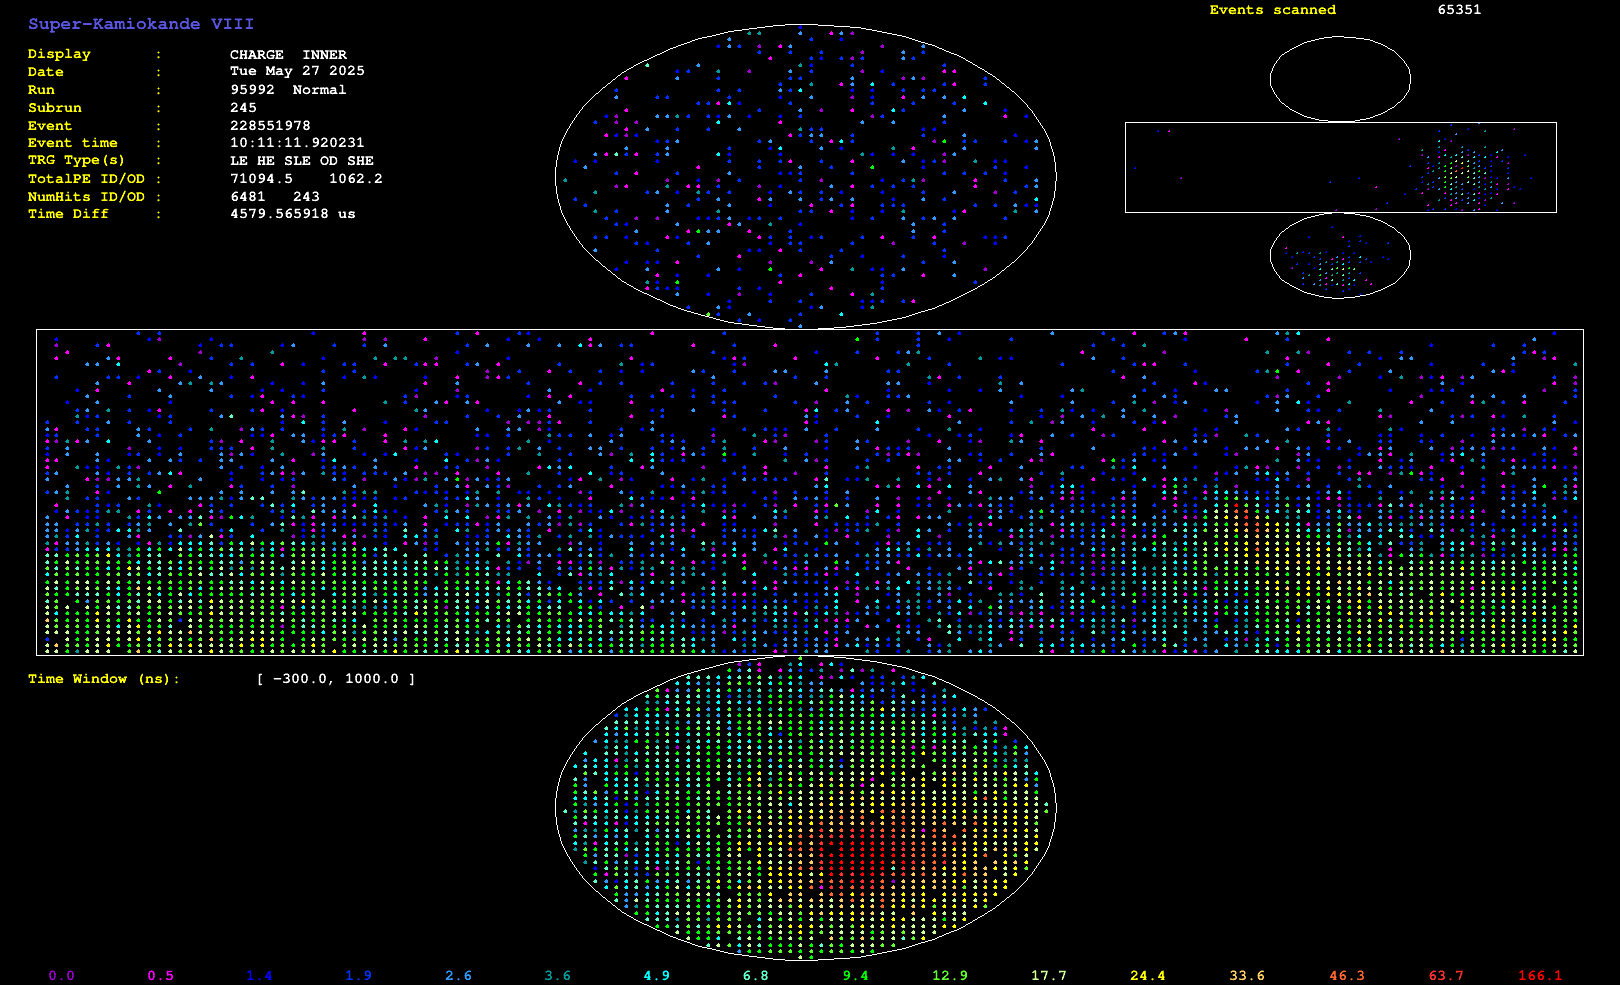 Super-Kamiokande VIII
Display : CHARGE INNER
Date : Tue May 27 2025
Run : 95992 Normal
Subrun : 245
Event : 228551978
Event time : 10:11:11.920231
TRG Type(s) : LE HE SLE OD SHE
TotalPE ID/OD : 71094.5 1062.2
NumHits ID/OD : 6481 243
Time Diff : 4579.565918 us
Events scanned 65351
Time Window (ns): [ -300.0, 1000.0 ]
0.0 0.5 1.4 1.9 2.6 3.6 4.9 6.8 9.4 12.9 17.7 24.4 33.6 46.3 63.7 166.1